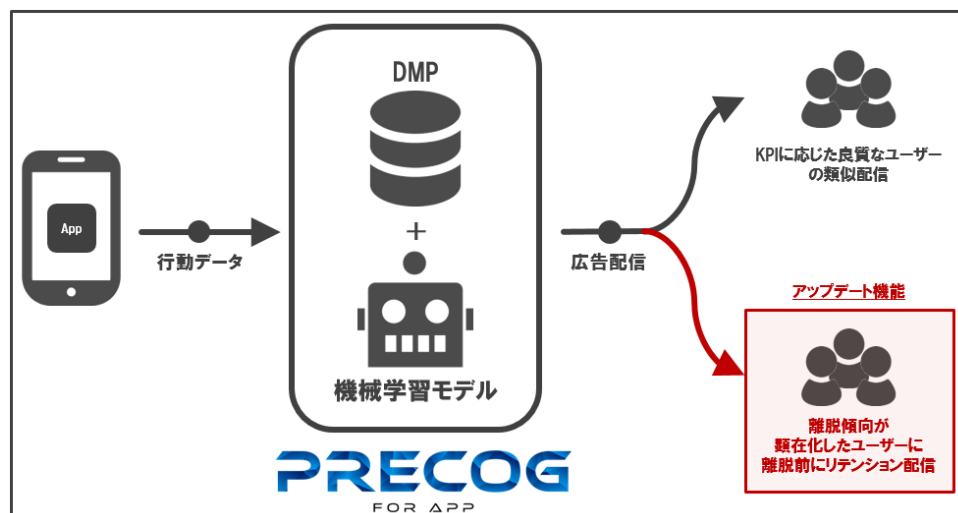 DMP
App
行動データ
+
機械学習モデル
PRECOG
FOR APP
広告配信
KPIに応じた良質なユーザー
の類似配信
アップデート機能
離脱傾向が
顕在化したユーザーに
離脱前にリテンション配信